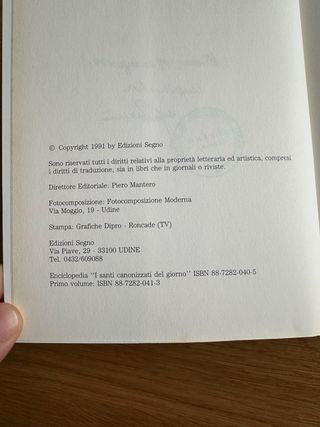 © Copyright 1991 by Edizioni Segno
Sono riservati tutti i diritti relativi alla proprietà letteraria ed artistica, compresi
i diritti di traduzione, sia in libri che in giornali o riviste.
Direttore Editoriale: Piero Mantero
Fotocomposizione: Fotocomposizione Moderna
Via Moggio, 19 - Udine
Stampa: Grafiche Dipro - Roncade (TV)
Edizioni Segno
Via Piave, 29 - 33100 UDINE
Tel. 0432/609088
Enciclopedia "I santi canonizzati del giorno" ISBN 88-7282-040-5
Primo volume: ISBN 88-7282-041-3